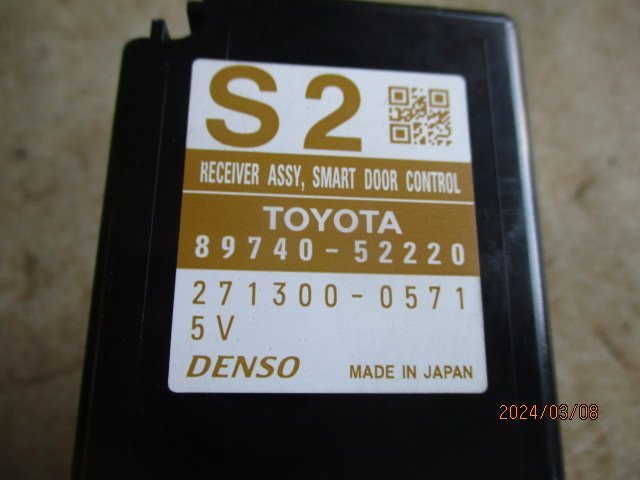 S2
RECEIVER ASSY, SMART DOOR CONTROL
TOYOTA
89740-52220
271300-0571
5V
DENSO MADE IN JAPAN
2024/03/08